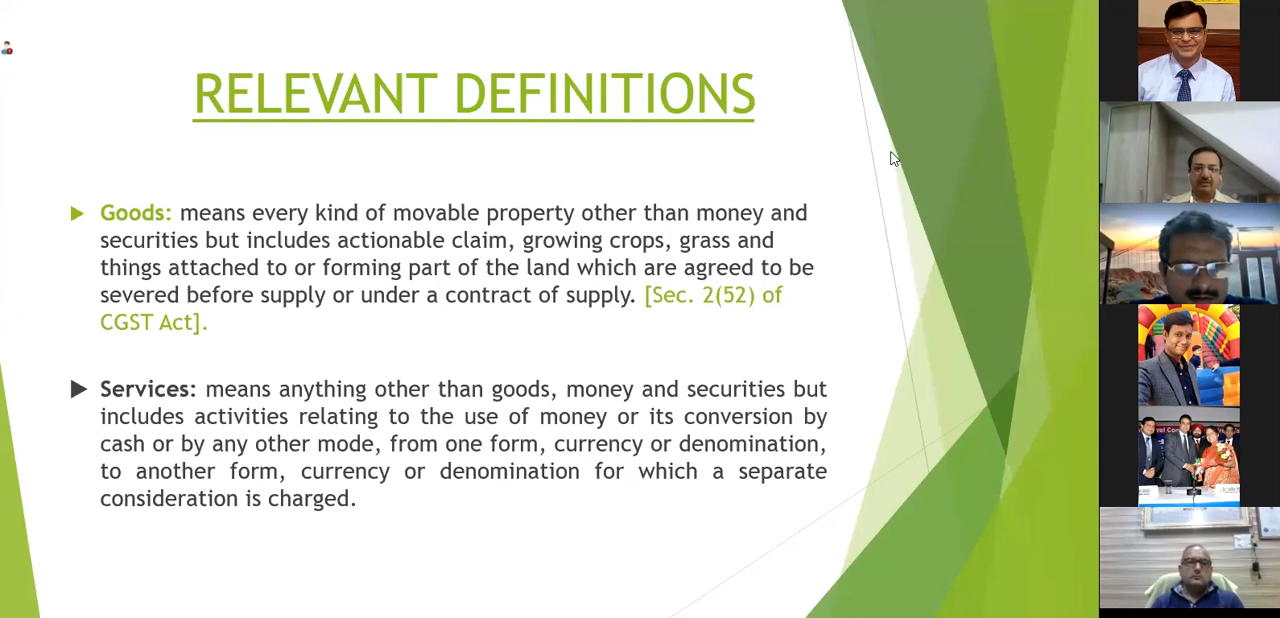 RELEVANT DEFINITIONS
Goods: means every kind of movable property other than money and
securities but includes actionable claim, growing crops, grass and
things attached to or forming part of the land which are agreed to be
severed before supply or under a contract of supply. [Sec. 2(52) of
CGST Act].
Services: means anything other than goods, money and securities but
includes activities relating to the use of money or its conversion by
cash or by any other mode, from one form, currency or denomination,
to another form, currency or denomination for which a separate
consideration is charged.